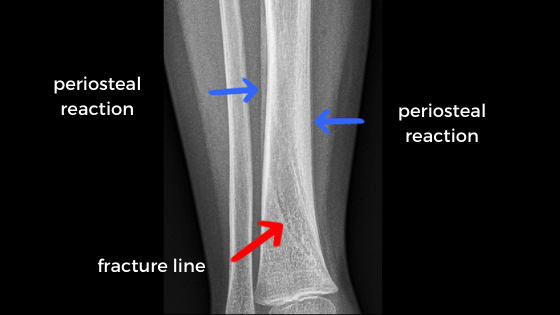 periosteal
reaction
periosteal
reaction
fracture line